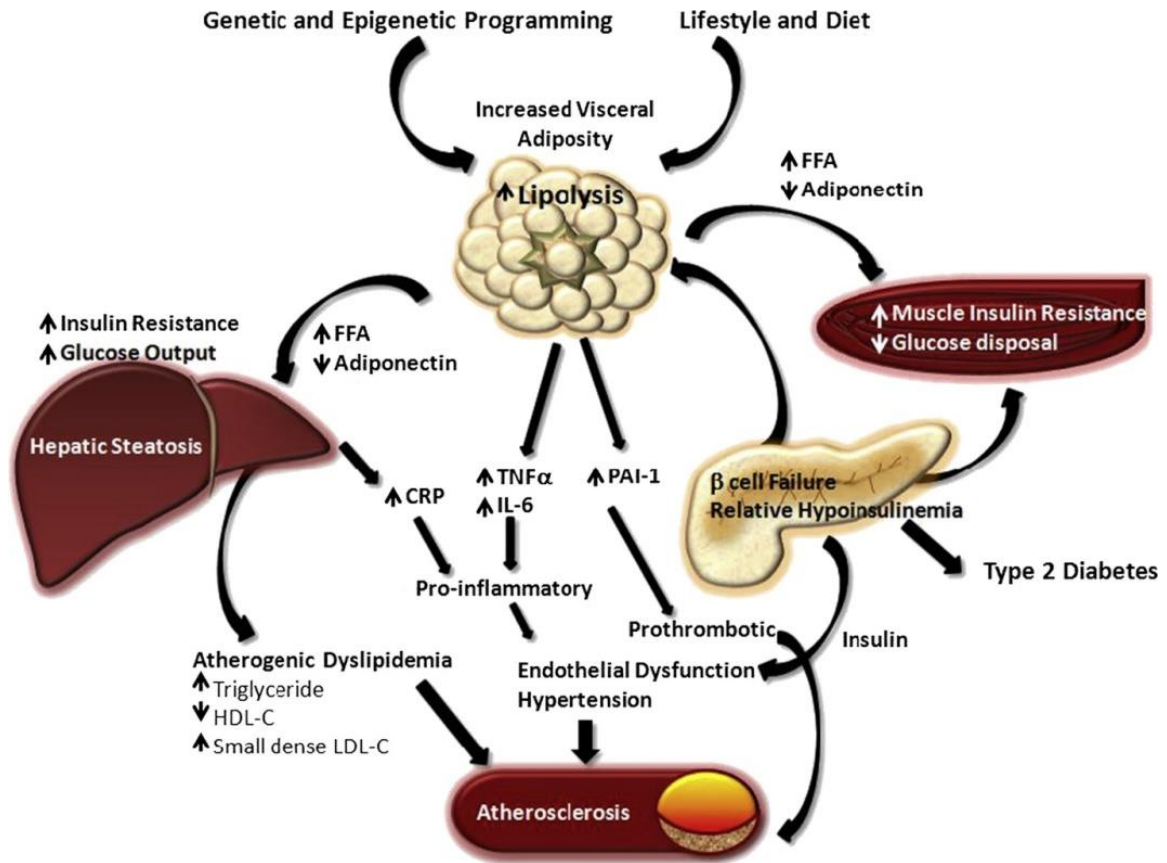 Genetic and Epigenetic Programming
Lifestyle and Diet
Increased Visceral
Adiposity
↑ Lipolysis
↑ FFA
↓ Adiponectin
↑ Muscle Insulin Resistance
↓ Glucose disposal
↑ Insulin Resistance
↑ Glucose Output
↑ FFA
↓ Adiponectin
Hepatic Steatosis
↑ CRP
↑ TNFα
↑ IL-6
↑ PAI-1
β cell Failure
Relative Hypoinsulinemia
Type 2 Diabetes
Pro-inflammatory
Prothrombotic
Insulin
Atherogenic Dyslipidemia
↑ Triglyceride
↓ HDL-C
↑ Small dense LDL-C
Endothelial Dysfunction
Hypertension
Atherosclerosis